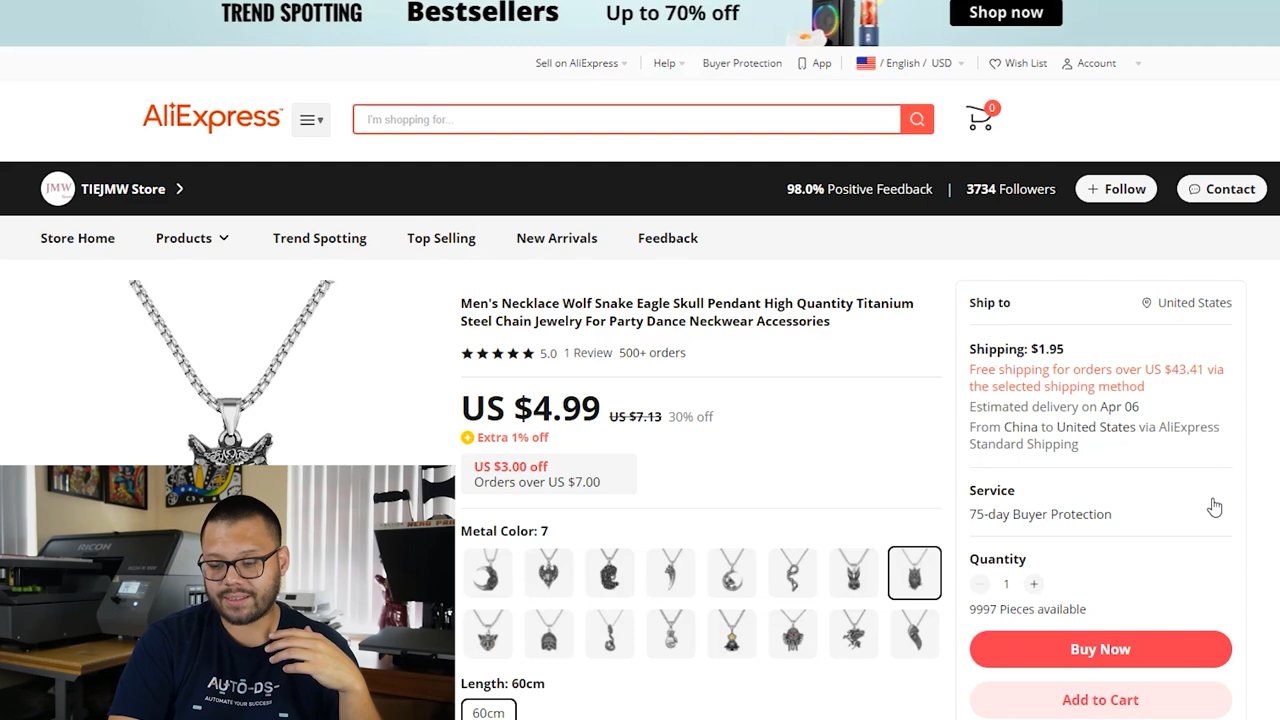 TREND SPOTTING
Bestsellers
Up to 70% off
Shop now
Sell on AliExpress
Help
Buyer Protection
App
/ English / USD
Wish List
Account
AliExpress™
I'm shopping for...
0
JMW
TIEJMW Store
98.0% Positive Feedback | 3734 Followers
+ Follow
Contact
Store Home
Products
Trend Spotting
Top Selling
New Arrivals
Feedback
Men's Necklace Wolf Snake Eagle Skull Pendant High Quantity Titanium
Steel Chain Jewelry For Party Dance Neckwear Accessories
5.0 1 Review 500+ orders
US $4.99 US $7.13 30% off
Extra 1% off
US $3.00 off
Orders over US $7.00
Metal Color: 7
Length: 60cm
60cm
Ship to
United States
Shipping: $1.95
Free shipping for orders over US $43.41 via
the selected shipping method
Estimated delivery on Apr 06
From China to United States via AliExpress
Standard Shipping
Service
75-day Buyer Protection
Quantity
1 +
9997 Pieces available
Buy Now
Add to Cart
RICOH
AUTO-DS
AUTOMATE YOUR SUCCESS